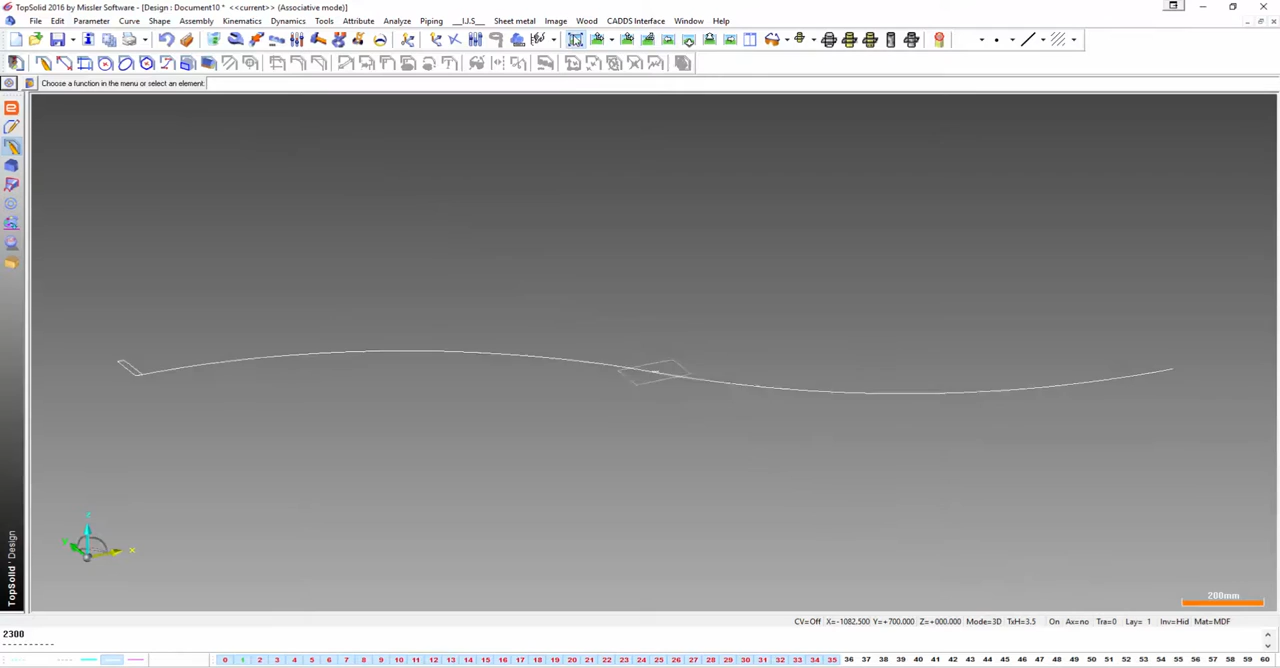 TopSolid 2016 by Missler Software - [Design : Document10 * <<current>> (Associative mode)]
Edit Parameter Curve Shape Assembly Kinematics Dynamics Tools Attribute Analyze Piping __I.J.S__ Sheet metal Image Wood CADDS Interface Window Help
Choose a function in the menu or select an element:
z
Y
x
TopSolid'Design
200mm
CV=Off X=-1082.500 Y=+700.000 Z=+000.000 Mode=3D TxH=3.5 On Ax=no Tra=0 Lay= 1 Inv=Hid Mat=MDF
2300
0 1 2 3 4 5 6 7 8 9 10 11 12 13 14 15 16 17 18 19 20 21 22 23 24 25 26 27 28 29 30 31 32 33 34 35 36 37 38 39 40 41 42 43 44 45 46 47 48 49 50 51 52 53 54 55 56 57 58 59 60